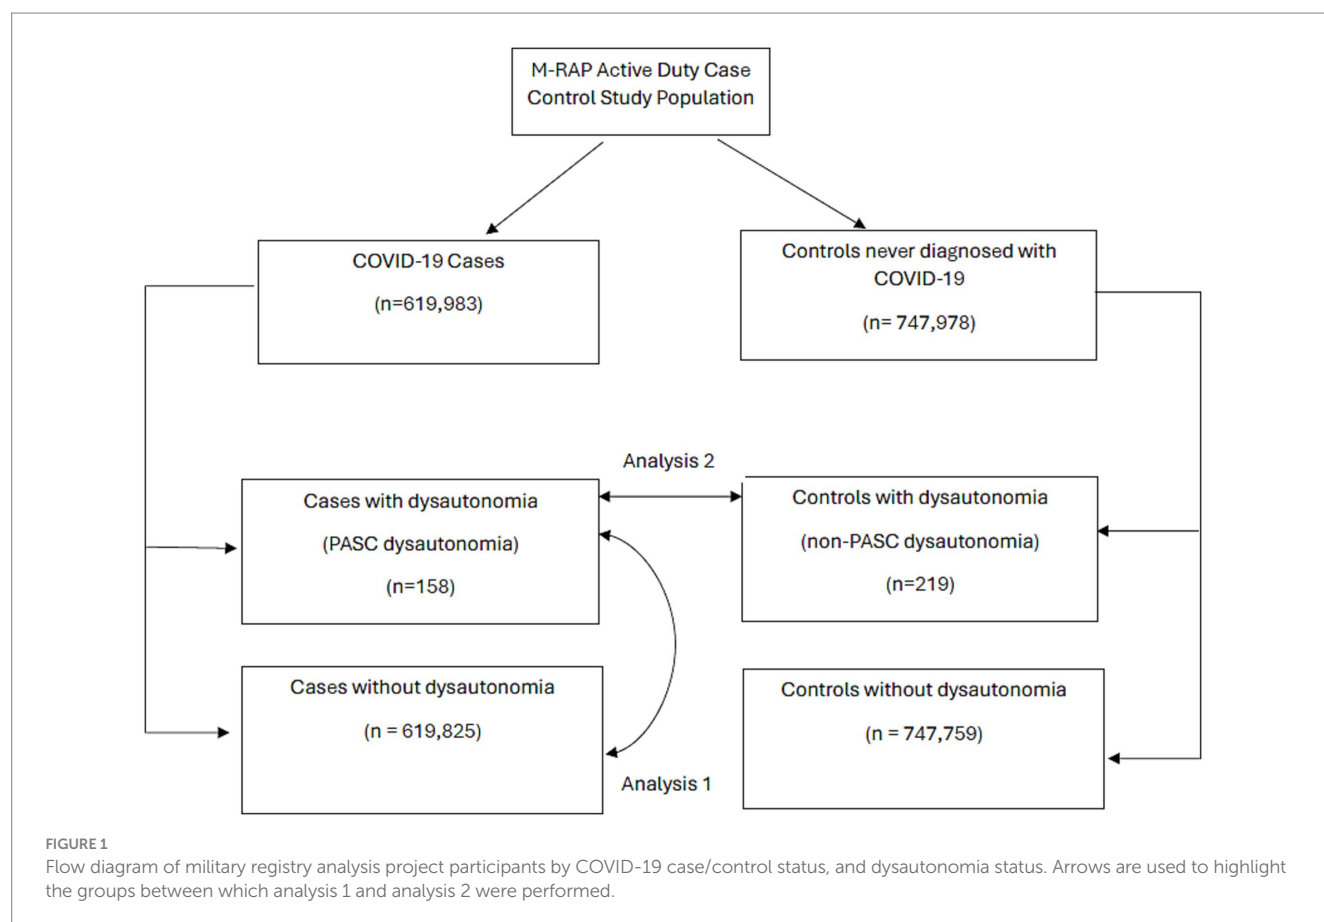 M-RAP Active Duty Case
Control Study Population
COVID-19 Cases
(n=619,983)
Controls never diagnosed with
COVID-19
(n= 747,978)
Analysis 2
Cases with dysautonomia
(PASC dysautonomia)
(n=158)
Controls with dysautonomia
(non-PASC dysautonomia)
(n=219)
Cases without dysautonomia
(n = 619,825)
Controls without dysautonomia
(n = 747,759)
Analysis 1
FIGURE 1
Flow diagram of military registry analysis project participants by COVID-19 case/control status, and dysautonomia status. Arrows are used to highlight
the groups between which analysis 1 and analysis 2 were performed.